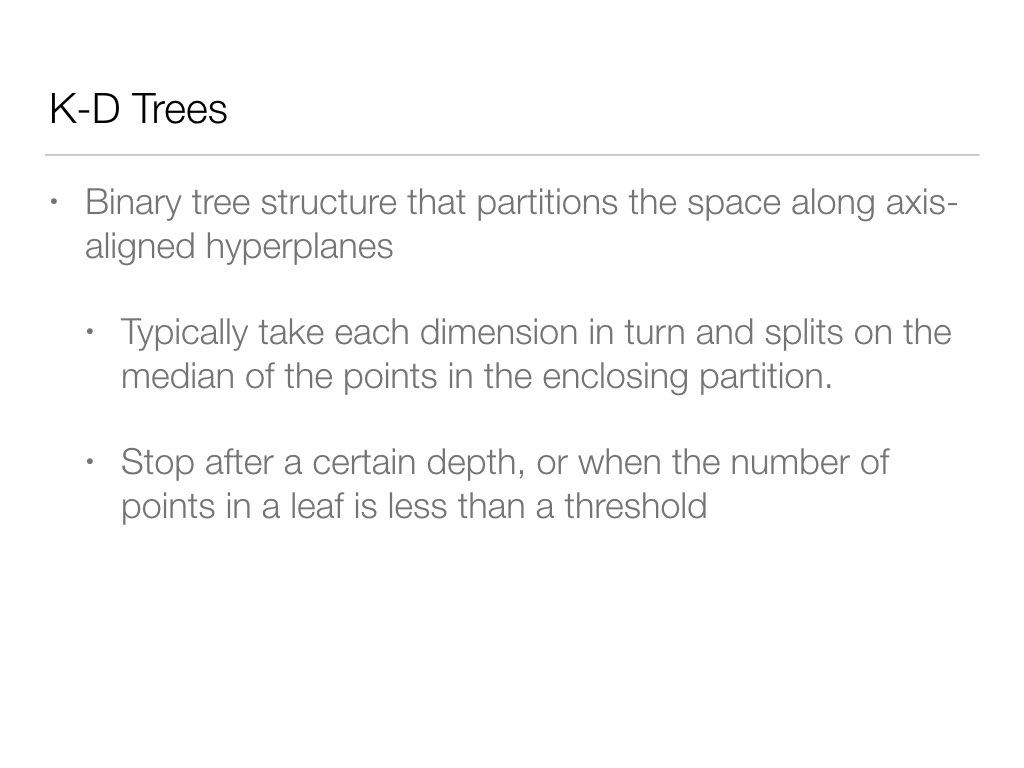 K-D Trees
• Binary tree structure that partitions the space along axis-
aligned hyperplanes
• Typically take each dimension in turn and splits on the
median of the points in the enclosing partition.
• Stop after a certain depth, or when the number of
points in a leaf is less than a threshold